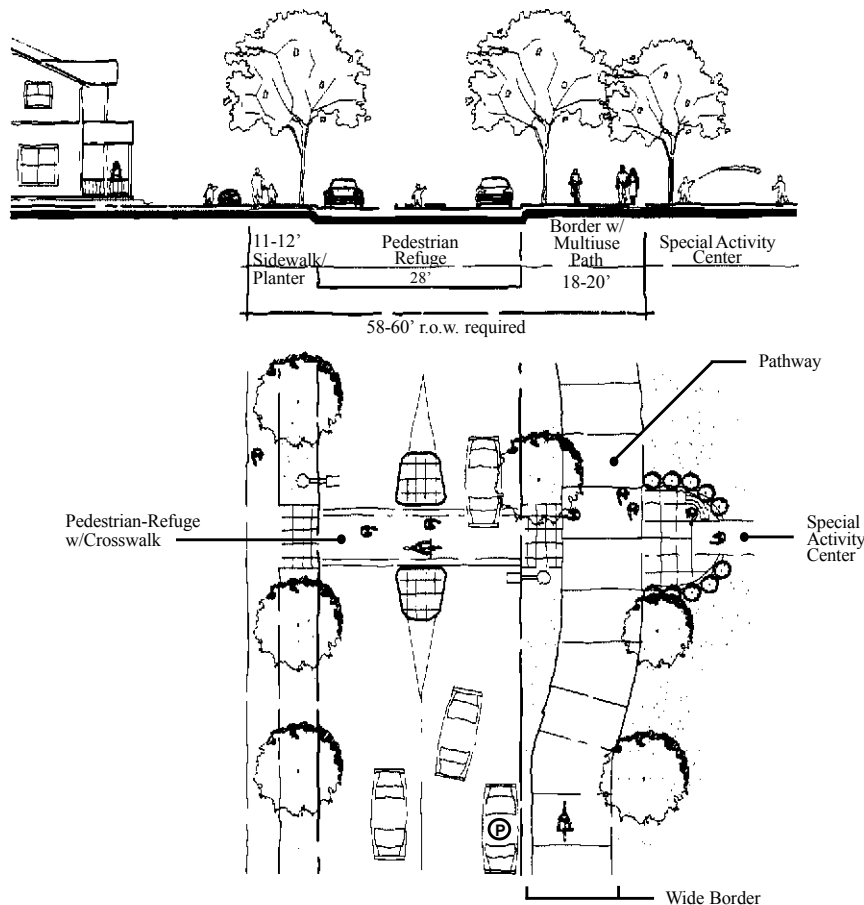 11-12’
Sidewalk/
Planter
Pedestrian
Refuge
28’
Border w/
Multiuse
Path
18-20’
Special Activity
Center
58-60’ r.o.w. required
Pathway
Pedestrian-Refuge
w/Crosswalk
Special
Activity
Center
P
Wide Border